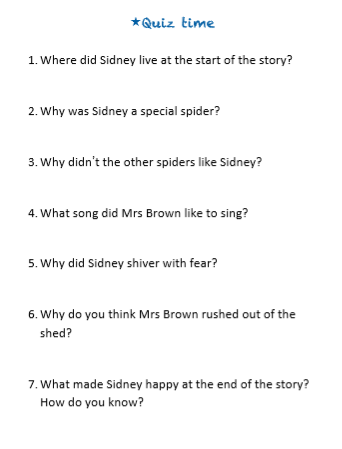 ★Quiz time
1. Where did Sidney live at the start of the story?
2. Why was Sidney a special spider?
3. Why didn't the other spiders like Sidney?
4. What song did Mrs Brown like to sing?
5. Why did Sidney shiver with fear?
6. Why do you think Mrs Brown rushed out of the
shed?
7. What made Sidney happy at the end of the story?
How do you know?